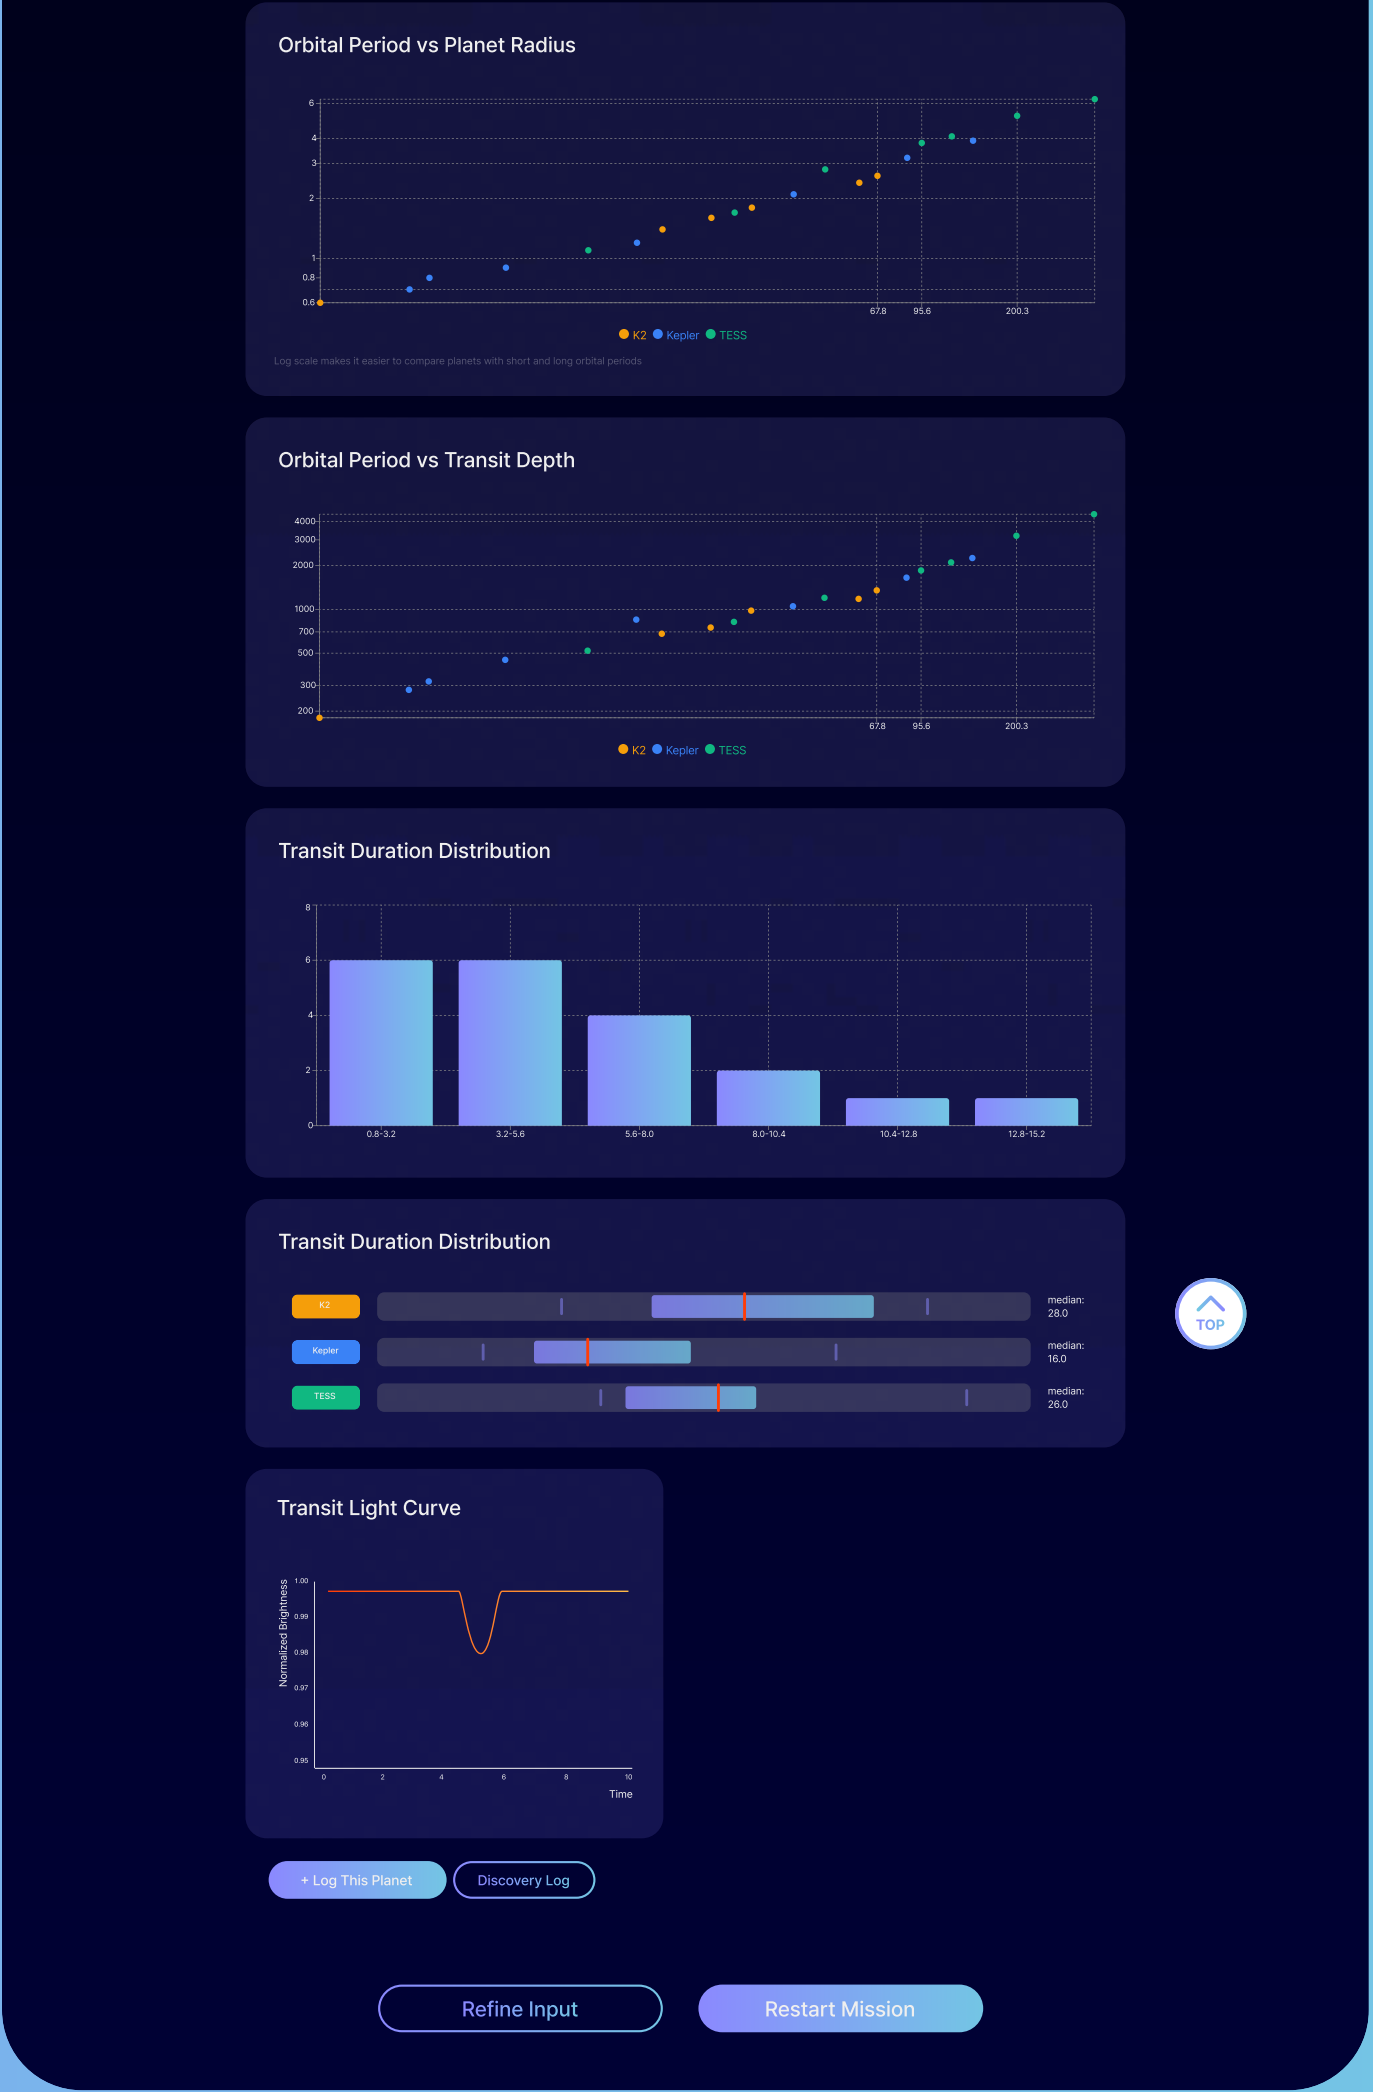 Orbital Period vs Planet Radius
6
4
3
2
1
0.8
0.6
67.8 95.6 200.3
K2 Kepler TESS
Log scale makes it easier to compare planets with short and long orbital periods
Orbital Period vs Transit Depth
4000
3000
2000
1000
700
500
300
200
67.8 95.6 200.3
K2 Kepler TESS
Transit Duration Distribution
8
6
4
2
0
0.8-3.2 3.2-5.6 5.6-8.0 8.0-10.4 10.4-12.8 12.8-15.2
Transit Duration Distribution
K2
median:
28.0
Kepler
median:
16.0
TESS
median:
26.0
TOP
Transit Light Curve
Normalized Brightness
1.00
0.99
0.98
0.97
0.96
0.95
0 2 4 6 8 10
Time
+ Log This Planet
Discovery Log
Refine Input
Restart Mission